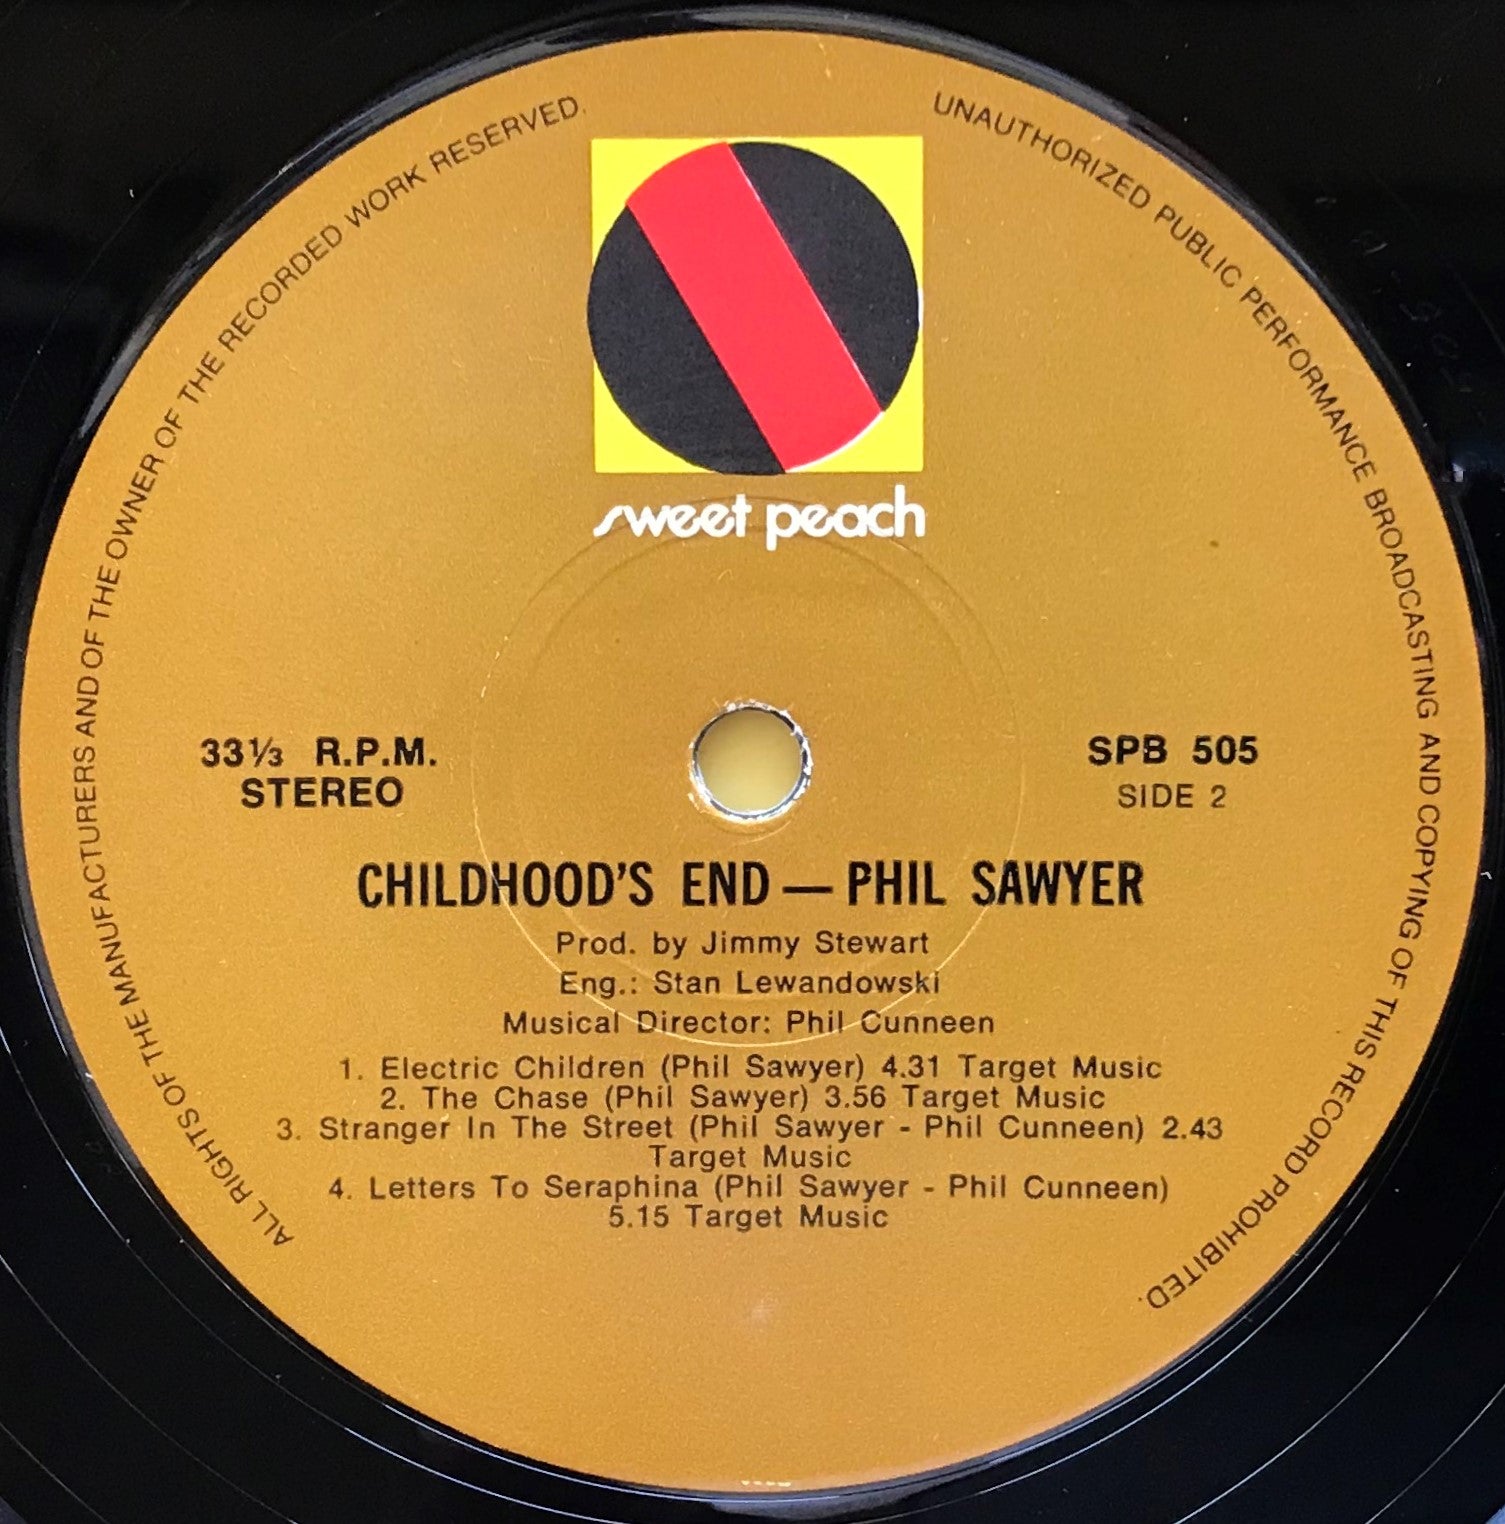 ALL RIGHTS OF THE MANUFACTURERS AND OF THE OWNER OF THE RECORDED WORK RESERVED.
UNAUTHORIZED PUBLIC PERFORMANCE BROADCASTING AND COPYING OF THIS RECORD PROHIBITED.
sweet peach
33⅓ R.P.M.
STEREO
SPB 505
SIDE 2
CHILDHOOD'S END — PHIL SAWYER
Prod. by Jimmy Stewart
Eng.: Stan Lewandowski
Musical Director: Phil Cunneen
1. Electric Children (Phil Sawyer) 4.31 Target Music
2. The Chase (Phil Sawyer) 3.56 Target Music
3. Stranger In The Street (Phil Sawyer - Phil Cunneen) 2.43
Target Music
4. Letters To Seraphina (Phil Sawyer - Phil Cunneen)
5.15 Target Music